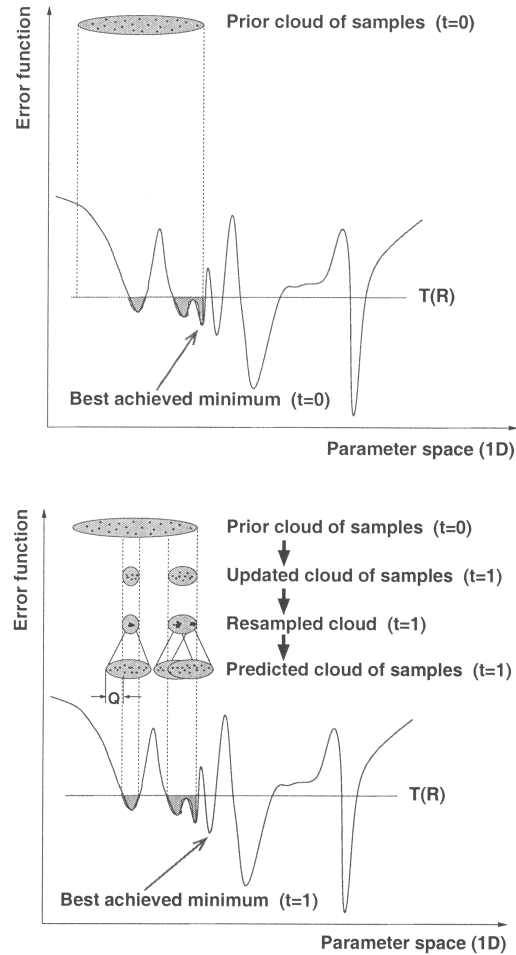 Error function
Prior cloud of samples (t=0)
T(R)
Best achieved minimum (t=0)
Parameter space (1D)
Error function
Prior cloud of samples (t=0)
Updated cloud of samples (t=1)
Resampled cloud (t=1)
Predicted cloud of samples (t=1)
Q
T(R)
Best achieved minimum (t=1)
Parameter space (1D)